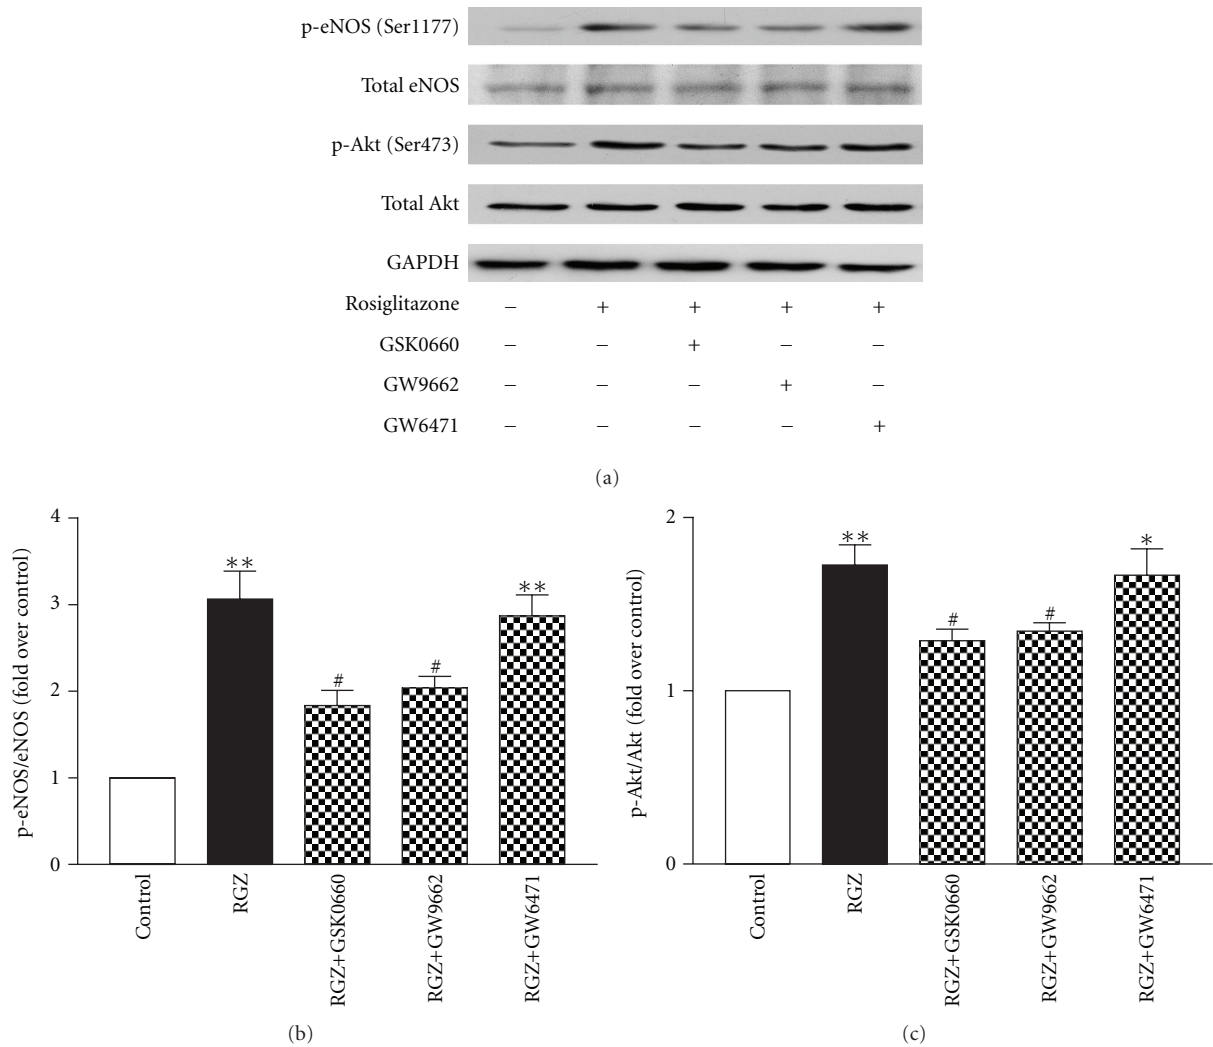 p-eNOS (Ser1177)
Total eNOS
p-Akt (Ser473)
Total Akt
GAPDH
Rosiglitazone − + + + +
GSK0660 − − + − −
GW9662 − − − + −
GW6471 − − − − +
(a)
p-eNOS/eNOS (fold over control)
4
3
2
1
0
**
#
#
**
Control
RGZ
RGZ+GSK0660
RGZ+GW9662
RGZ+GW6471
(b)
p-Akt/Akt (fold over control)
2
1
0
**
#
#
*
Control
RGZ
RGZ+GSK0660
RGZ+GW9662
RGZ+GW6471
(c)